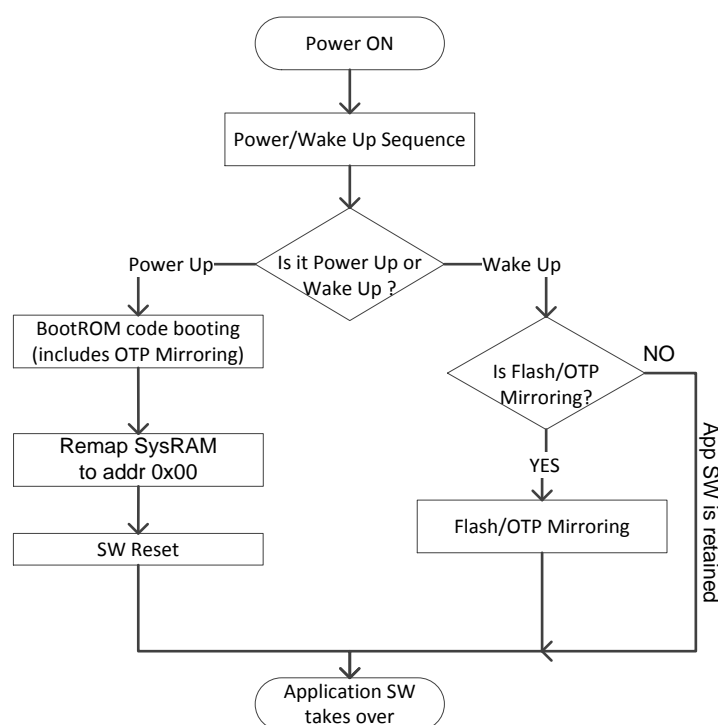 Power ON
Power/Wake Up Sequence
Is it Power Up or
Wake Up ?
Power Up
Wake Up
BootROM code booting
(includes OTP Mirroring)
Is Flash/OTP
Mirroring?
NO
Remap SysRAM
to addr 0x00
YES
App SW is retained
SW Reset
Flash/OTP Mirroring
Application SW
takes over